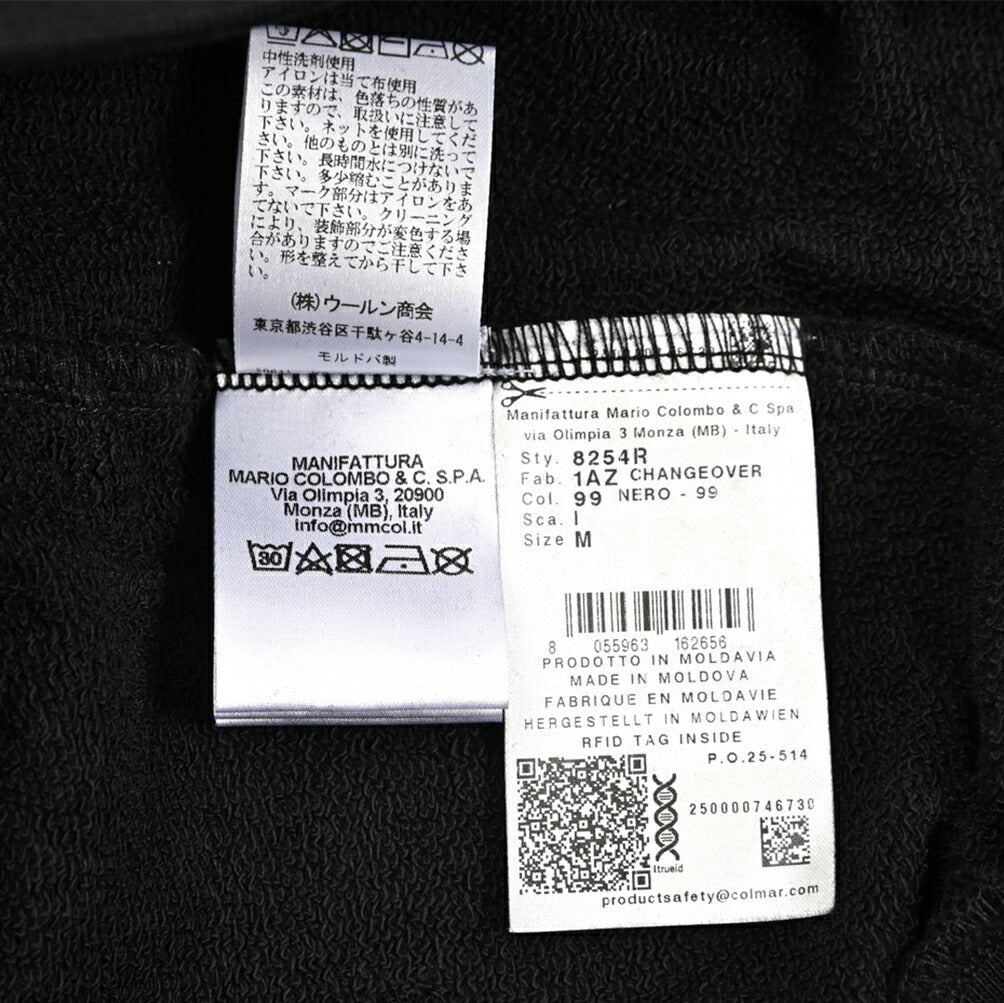 中性洗剤使用
アイロンは当て布使用
この素材は、色落ちの性質があ
りますので、取扱いに注意して
下さい。ネットを使用してくだ
さい。他のものとは別に洗って
下さい。長時間水につけないで
下さい。多少縮むことがありま
す。マーク部分はアイロンをあ
てないで下さい。クリーニング
により、装飾部分が変色する場
合がありますのでご注意くださ
い。形を整えてから干して下さ
い。
(株)ウールン商会
東京都渋谷区千駄ヶ谷4-14-4
モルドバ製
MANIFATTURA
MARIO COLOMBO & C. S.P.A.
Via Olimpia 3, 20900
Monza (MB), Italy
info@mmcol.it
30
Manifattura Mario Colombo & C Spa
via Olimpia 3 Monza (MB) - Italy
Sty. 8254R
Fab. 1AZ CHANGEOVER
Col. 99 NERO - 99
Sca. I
Size M
8 055963 162656
PRODOTTO IN MOLDAVIA
MADE IN MOLDOVA
FABRIQUE EN MOLDAVIE
HERGESTELLT IN MOLDAWIEN
RFID TAG INSIDE
P.O.25-514
250000746730
itrueid
productsafety@colmar.com